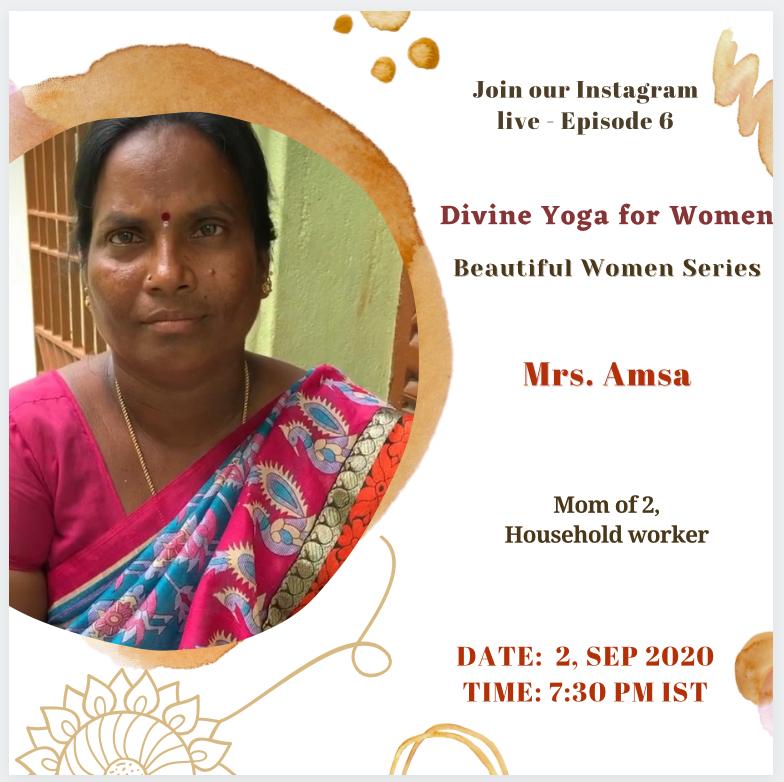 Join our Instagram
live - Episode 6
Divine Yoga for Women
Beautiful Women Series
Mrs. Amsa
Mom of 2,
Household worker
DATE: 2, SEP 2020
TIME: 7:30 PM IST